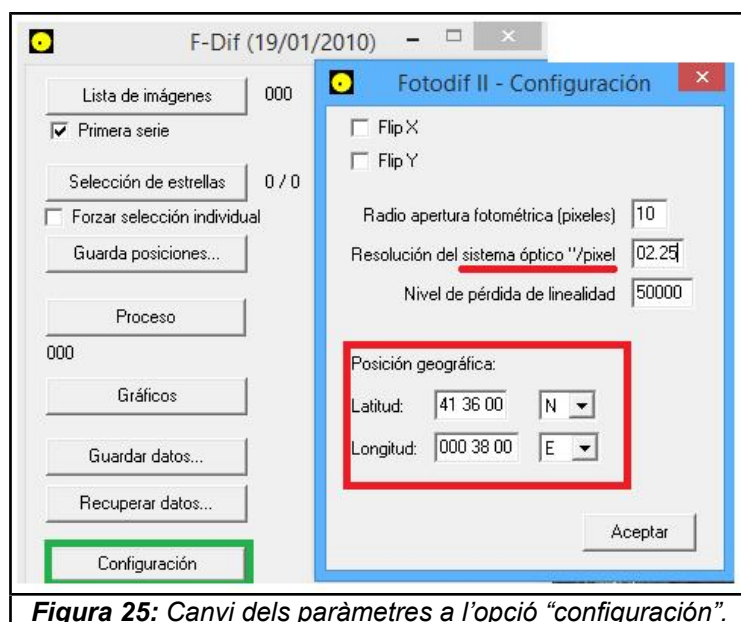 F-Dif (19/01/2010)
Lista de imágenes 000
Primera serie
Selección de estrellas 0 / 0
Forzar selección individual
Guarda posiciones...
Proceso
000
Gráficos
Guardar datos...
Recuperar datos...
Configuración
Fotodif II - Configuración
Flip X
Flip Y
Radio apertura fotométrica (pixeles) 10
Resolución del sistema óptico "/pixel 02.25
Nivel de pérdida de linealidad 50000
Posición geográfica:
Latitud: 41 36 00 N
Longitud: 000 38 00 E
Aceptar
Figura 25: Canvi dels paràmetres a l'opció "configuración".